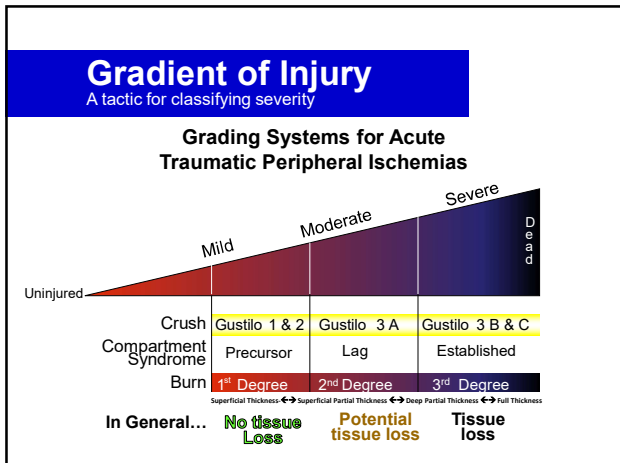 Gradient of Injury
A tactic for classifying severity
Grading Systems for Acute
Traumatic Peripheral Ischemias
Severe
Moderate
Mild
Dead
Uninjured
Crush Gustilo 1 & 2 Gustilo 3 A Gustilo 3 B & C
Compartment
Syndrome Precursor Lag Established
Burn 1st Degree 2nd Degree 3rd Degree
Superficial Thickness ↔ Superficial Partial Thickness ↔ Deep Partial Thickness ↔ Full Thickness
In General… No tissue Potential Tissue
Loss tissue loss loss